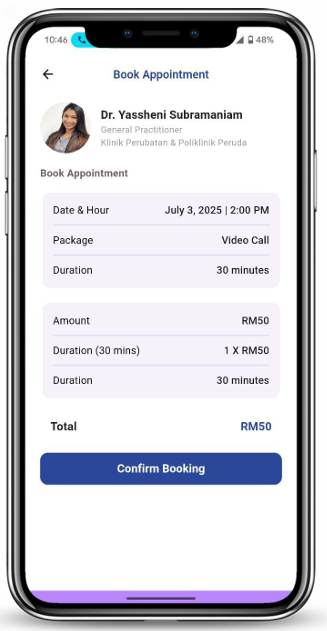 10:46 48%
Book Appointment
Dr. Yassheni Subramaniam
General Practitioner
Klinik Perubatan & Poliklinik Peruda
Book Appointment
Date & Hour July 3, 2025 | 2:00 PM
Package Video Call
Duration 30 minutes
Amount RM50
Duration (30 mins) 1 X RM50
Duration 30 minutes
Total RM50
Confirm Booking